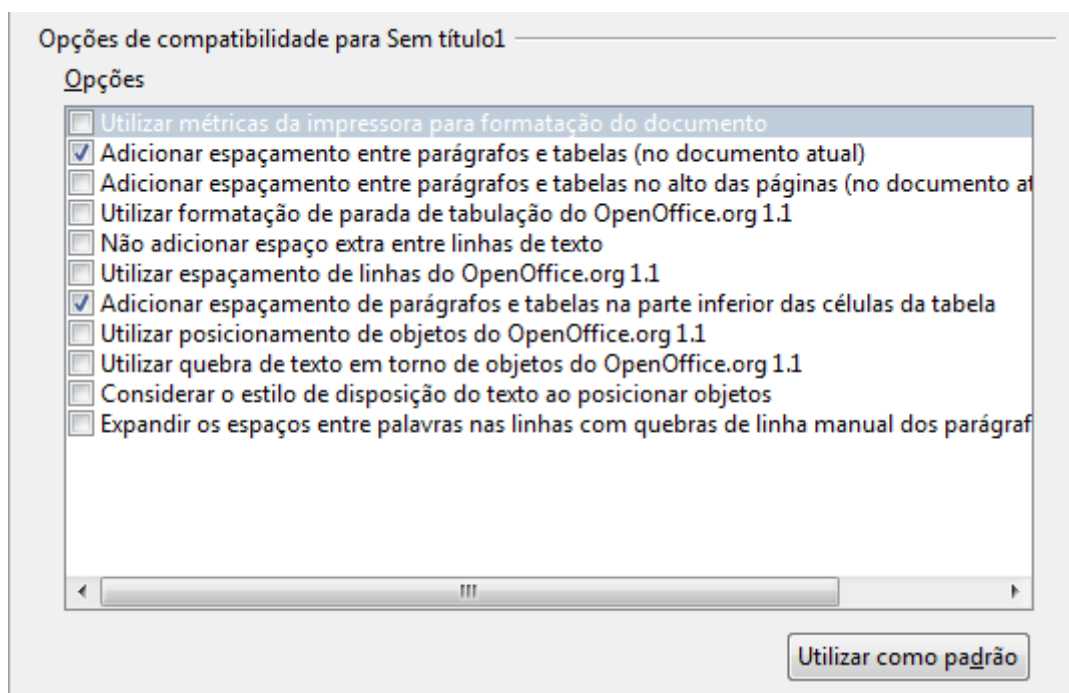 Opções de compatibilidade para Sem título1
Opções
Utilizar métricas da impressora para formatação do documento
Adicionar espaçamento entre parágrafos e tabelas (no documento atual)
Adicionar espaçamento entre parágrafos e tabelas no alto das páginas (no documento at
Utilizar formatação de parada de tabulação do OpenOffice.org 1.1
Não adicionar espaço extra entre linhas de texto
Utilizar espaçamento de linhas do OpenOffice.org 1.1
Adicionar espaçamento de parágrafos e tabelas na parte inferior das células da tabela
Utilizar posicionamento de objetos do OpenOffice.org 1.1
Utilizar quebra de texto em torno de objetos do OpenOffice.org 1.1
Considerar o estilo de disposição do texto ao posicionar objetos
Expandir os espaços entre palavras nas linhas com quebras de linha manual dos parágraf
Utilizar como padrão